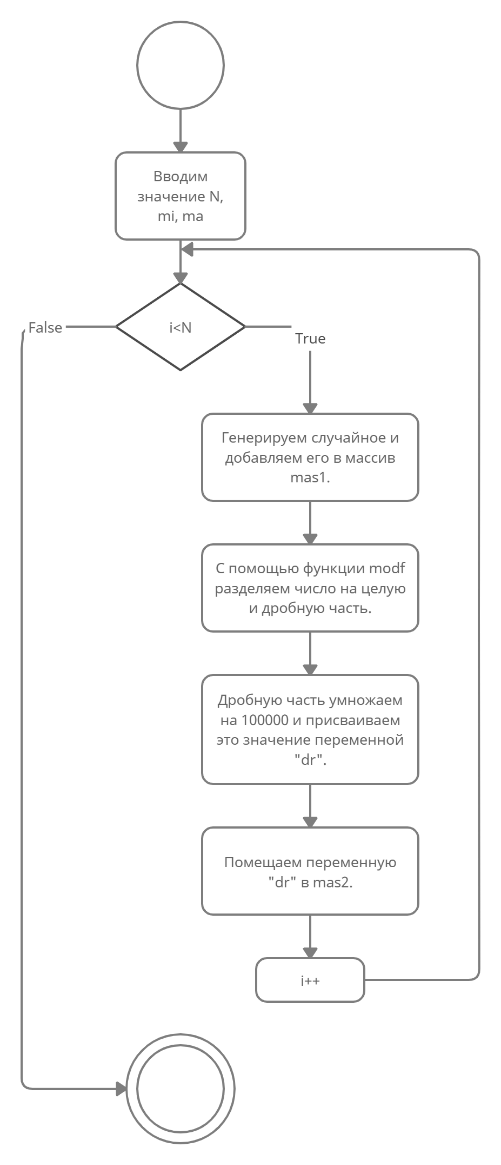 Вводим
значение N,
mi, ma
i<N
False
True
Генерируем случайное и
добавляем его в массив
mas1.
С помощью функции modf
разделяем число на целую
и дробную часть.
Дробную часть умножаем
на 100000 и присваиваем
это значение переменной
"dr".
Помещаем переменную
"dr" в mas2.
i++